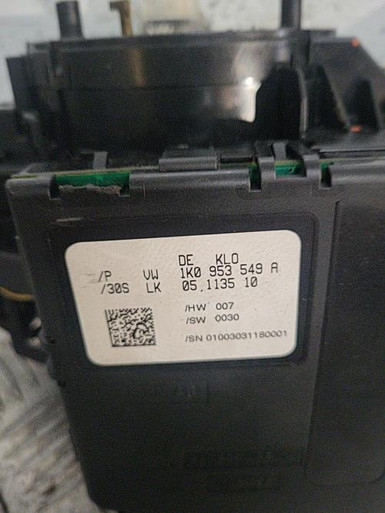 DE KLO
/P VW 1K0 953 549 A
/30S LK 05.1135 10
/HW 007
/SW 0030
/SN 01003031180001